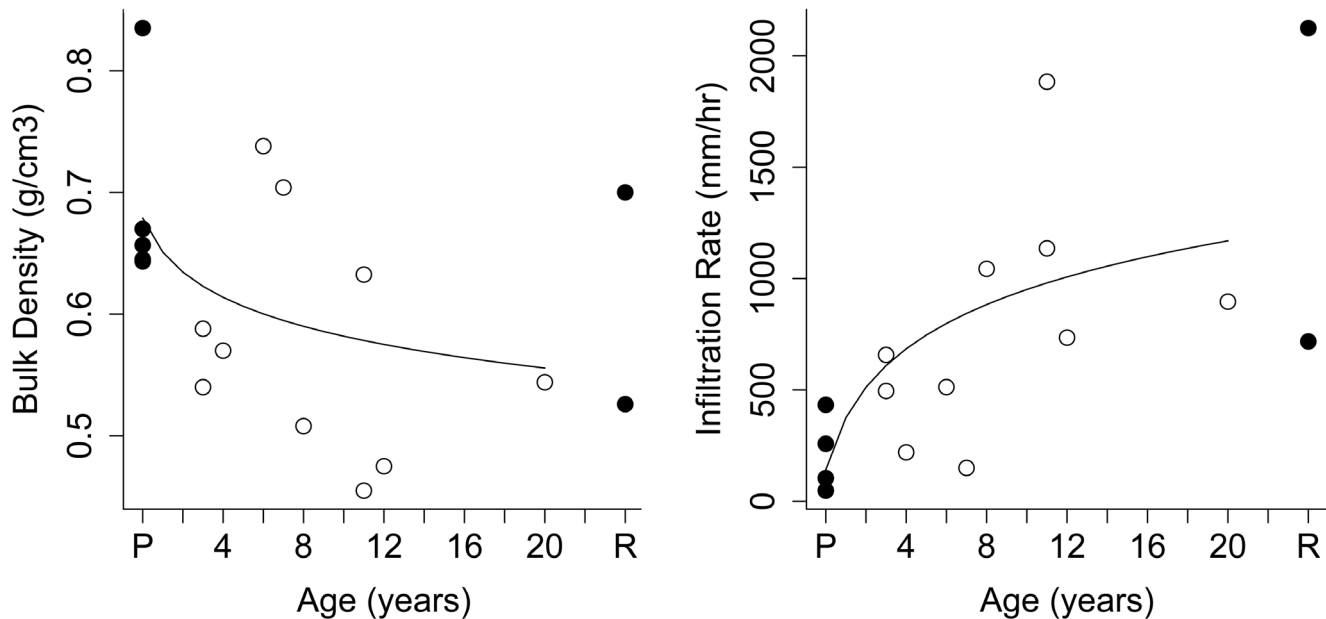 Bulk Density (g/cm3)
0.8
0.7
0.6
0.5
P 4 8 12 16 20 R
Age (years)
Infiltration Rate (mm/hr)
2000
1500
1000
500
0
P 4 8 12 16 20 R
Age (years)